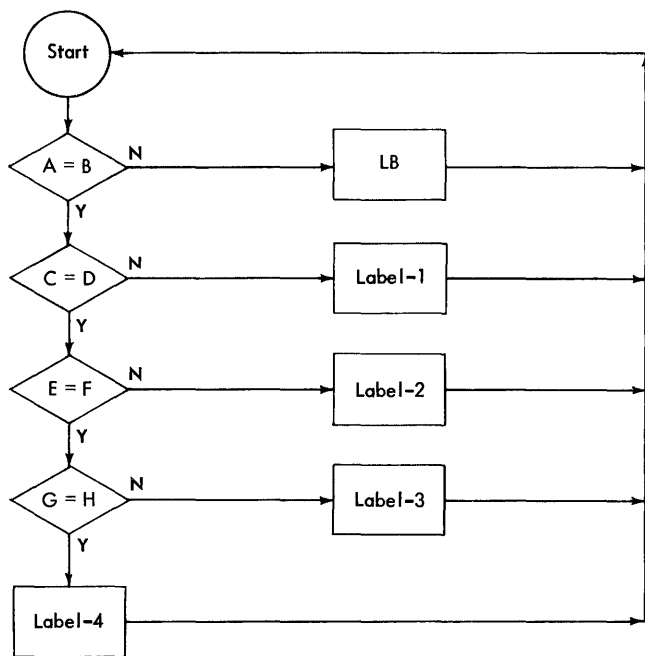 Start
A = B
N
LB
Y
C = D
N
Label-1
Y
E = F
N
Label-2
Y
G = H
N
Label-3
Y
Label-4